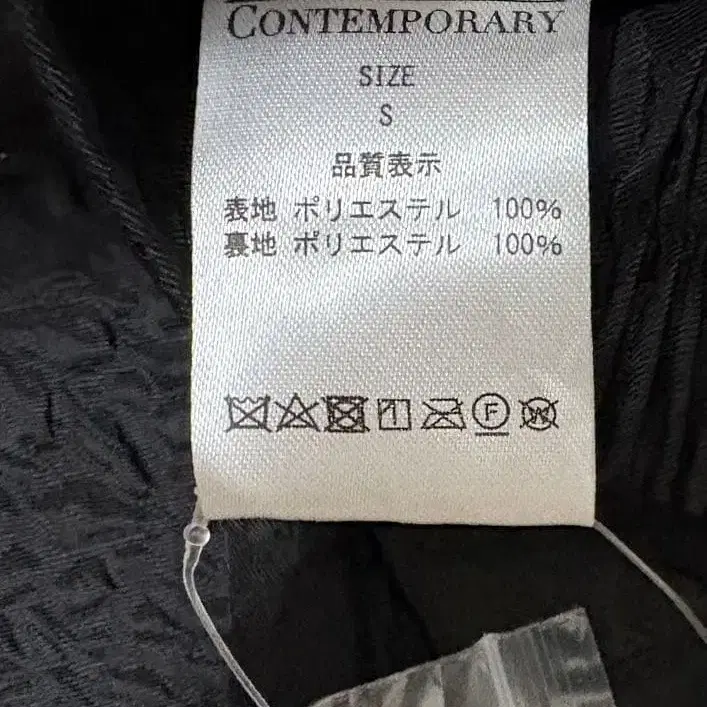 CONTEMPORARY
SIZE
S
品質表示
表地 ポリエステル 100%
裏地 ポリエステル 100%
F W